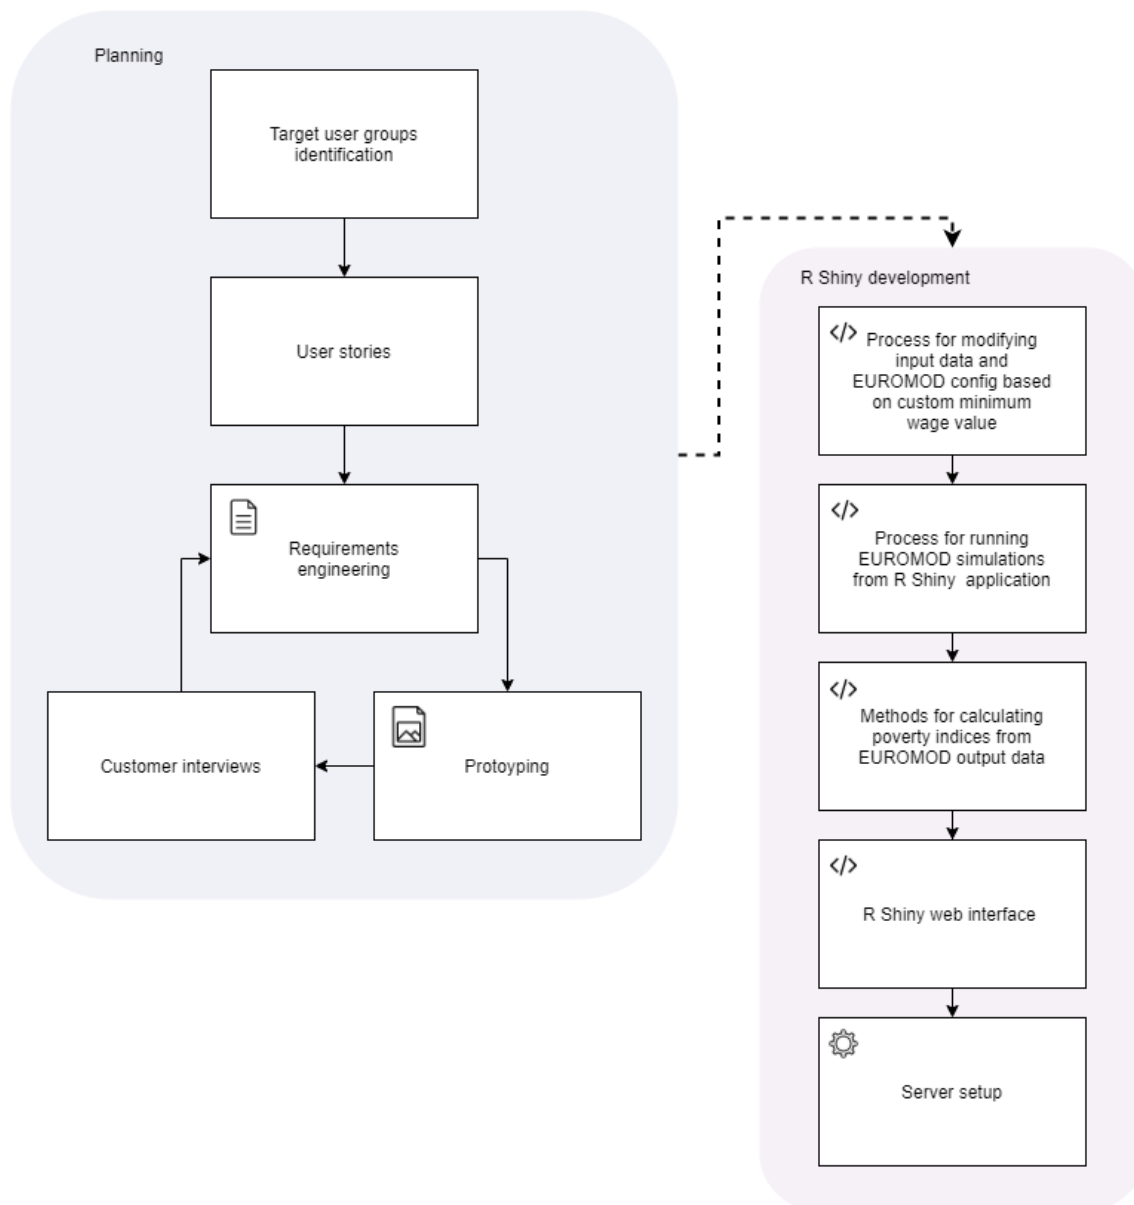 Planning
Target user groups
identification
User stories
Requirements
engineering
Customer interviews
Protoyping
R Shiny development
</> Process for modifying
input data and
EUROMOD config based
on custom minimum
wage value
</>
Process for running
EUROMOD simulations
from R Shiny application
</>
Methods for calculating
poverty indices from
EUROMOD output data
</>
R Shiny web interface
Server setup